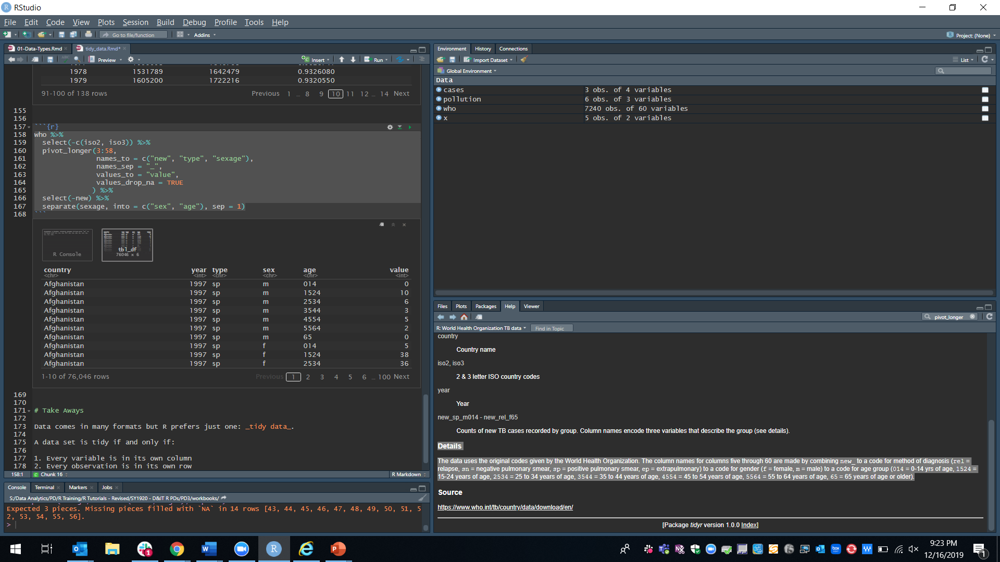 RStudio
File Edit Code View Plots Session Build Debug Profile Tools Help
Go to file/function Addins Project: (None)
01-Data-Types.Rmd tidy_data.Rmd*
Preview Insert Run
1978 1531789 1642479 0.9326080
1979 1605200 1722216 0.9320550
91-100 of 138 rows Previous 1 ... 8 9 10 11 12 ... 14 Next
155
156
157 ```{r}
158 who %>%
159 select(-c(iso2, iso3)) %>%
160 pivot_longer(3:58,
161 names_to = c("new", "type", "sexage"),
162 names_sep = "_",
163 values_to = "value",
164 values_drop_na = TRUE
165 ) %>%
166 select(-new) %>%
167 separate(sexage, into = c("sex", "age"), sep = 1)
168 ```
R Console
tbl_df
76046 x 6
country year type sex age value
<chr> <int> <chr> <chr> <chr> <int>
Afghanistan 1997 sp m 014 0
Afghanistan 1997 sp m 1524 10
Afghanistan 1997 sp m 2534 6
Afghanistan 1997 sp m 3544 3
Afghanistan 1997 sp m 4554 5
Afghanistan 1997 sp m 5564 2
Afghanistan 1997 sp m 65 0
Afghanistan 1997 sp f 014 5
Afghanistan 1997 sp f 1524 38
Afghanistan 1997 sp f 2534 36
1-10 of 76,046 rows Previous 1 2 3 4 5 6 ... 100 Next
169
170
171 # Take Aways
172
173 Data comes in many formats but R prefers just one: _tidy data_.
174
175 A data set is tidy if and only if:
176
177 1. Every variable is in its own column
178 2. Every observation is in its own row
158:1 Chunk 16 R Markdown
Console Terminal Markers Jobs
S:/Data Analytics/PD/R Training/R Tutorials - Revised/SY1920 - D&IT R PDs/PD3/workbooks/
Expected 3 pieces. Missing pieces filled with `NA` in 14 rows [43, 44, 45, 46, 47, 48, 49, 50, 51, 5
2, 53, 54, 55, 56].
>
Environment History Connections
Import Dataset List
Global Environment
Data
cases 3 obs. of 4 variables
pollution 6 obs. of 3 variables
who 7240 obs. of 60 variables
x 5 obs. of 2 variables
Files Plots Packages Help Viewer
pivot_longer
R: World Health Organization TB data Find in Topic
country
Country name
iso2, iso3
2 & 3 letter ISO country codes
year
Year
new_sp_m014 - new_rel_f65
Counts of new TB cases recorded by group. Column names encode three variables that describe the group (see details).
Details
The data uses the original codes given by the World Health Organization. The column names for columns five through 60 are made by combining new_ to a code for method of diagnosis (rel =
relapse, sn = negative pulmonary smear, sp = positive pulmonary smear, ep = extrapulmonary) to a code for gender (f = female, m = male) to a code for age group (014 = 0-14 yrs of age, 1524 =
15-24 years of age, 2534 = 25 to 34 years of age, 3544 = 35 to 44 years of age, 4554 = 45 to 54 years of age, 5564 = 55 to 64 years of age, 65 = 65 years of age or older).
Source
https://www.who.int/tb/country/data/download/en/
[Package tidyr version 1.0.0 Index]
9:23 PM
12/16/2019